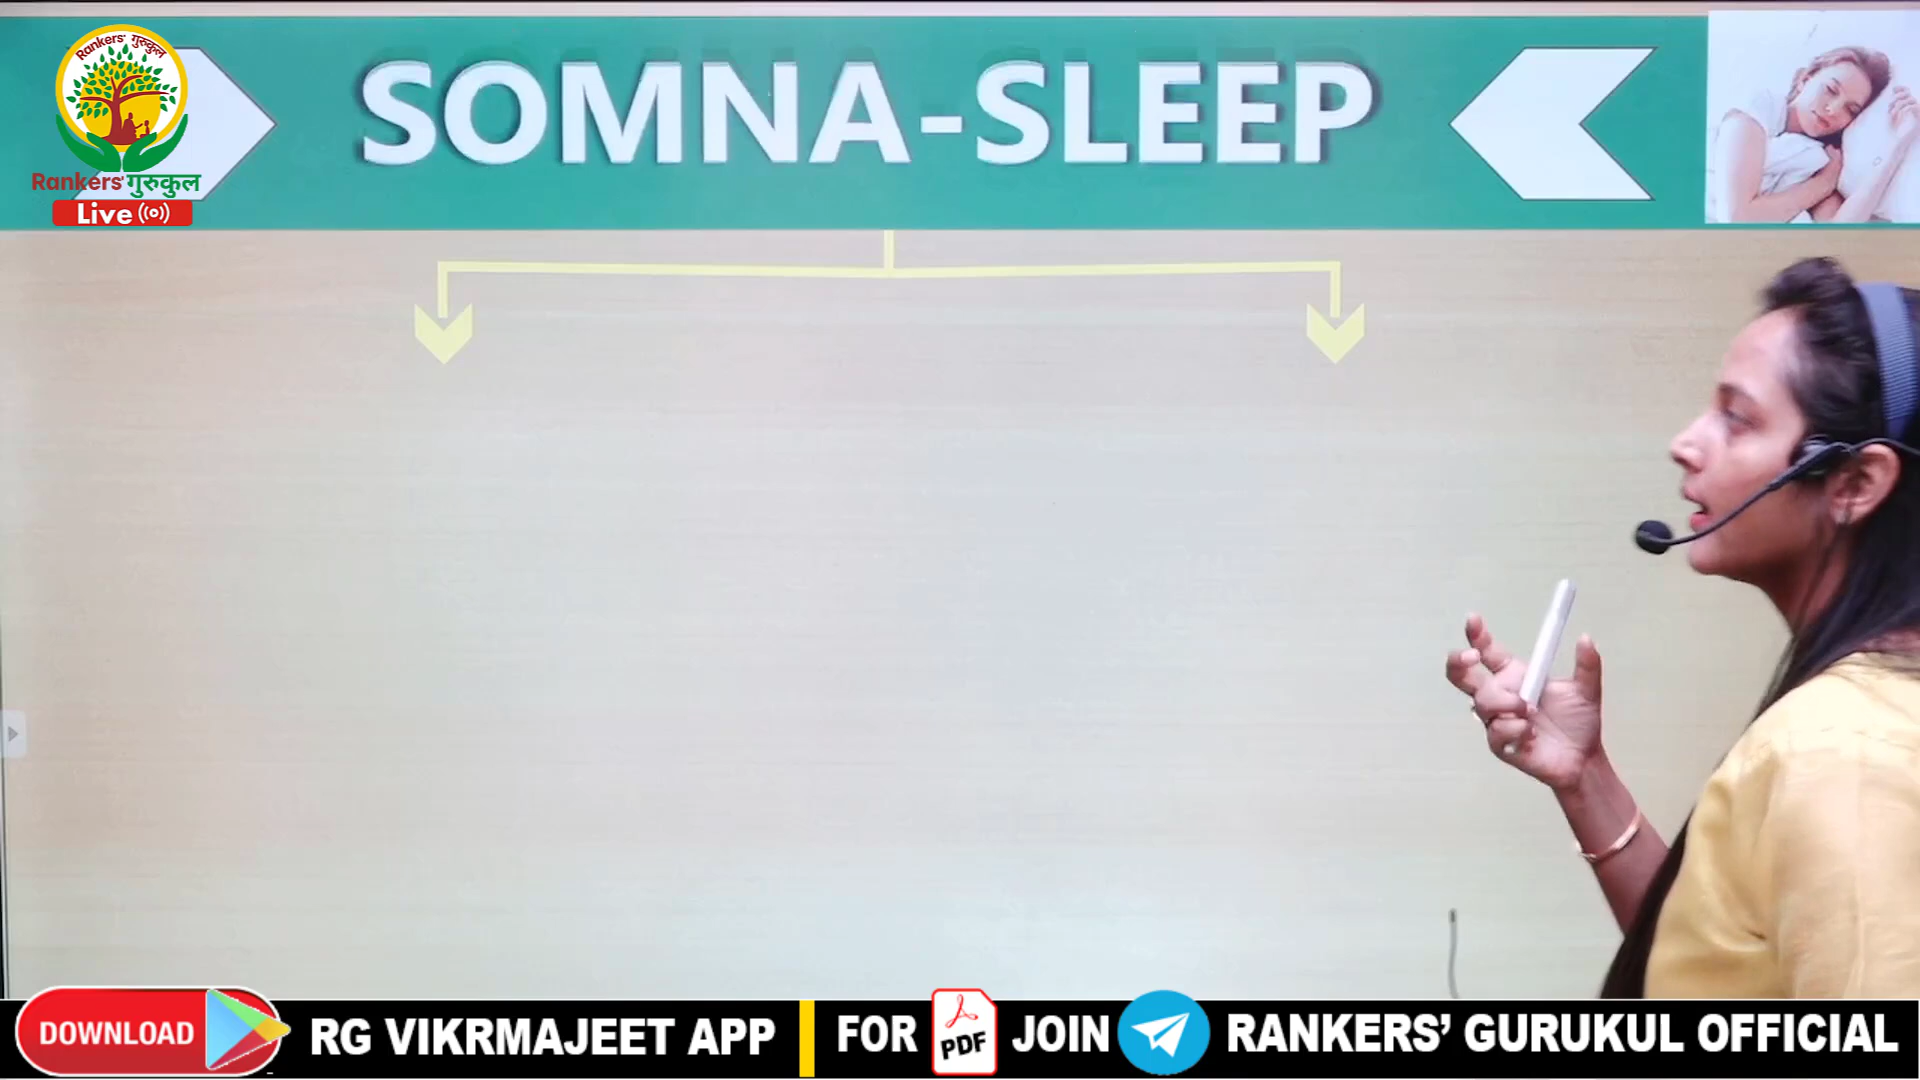 Rankers' गुरुकुल
SOMNA-SLEEP
Rankers' गुरुकुल
Live
DOWNLOAD
RG VIKRMAJEET APP
FOR
PDF
JOIN
RANKERS' GURUKUL OFFICIAL